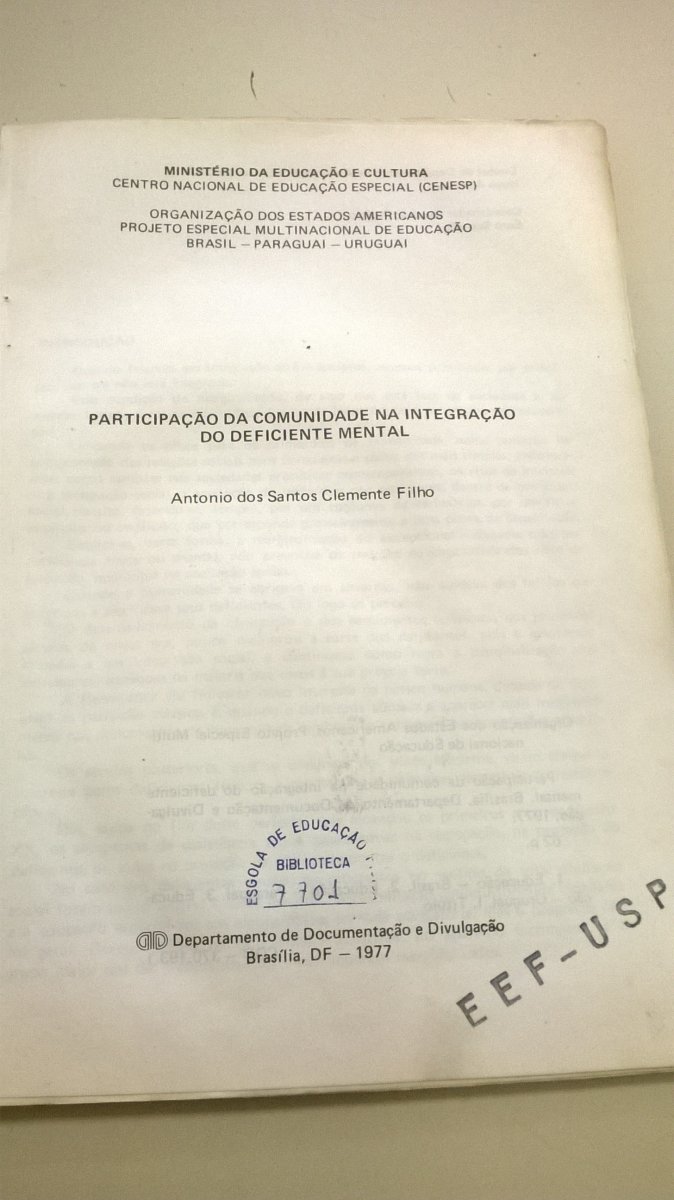 MINISTÉRIO DA EDUCAÇÃO E CULTURA
CENTRO NACIONAL DE EDUCAÇÃO ESPECIAL (CENESP)
ORGANIZAÇÃO DOS ESTADOS AMERICANOS
PROJETO ESPECIAL MULTINACIONAL DE EDUCAÇÃO
BRASIL – PARAGUAI – URUGUAI
PARTICIPAÇÃO DA COMUNIDADE NA INTEGRAÇÃO
DO DEFICIENTE MENTAL
Antonio dos Santos Clemente Filho
ESCOLA DE EDUCAÇÃO
BIBLIOTECA
7701
Departamento de Documentação e Divulgação
Brasília, DF – 1977
EEF-USP